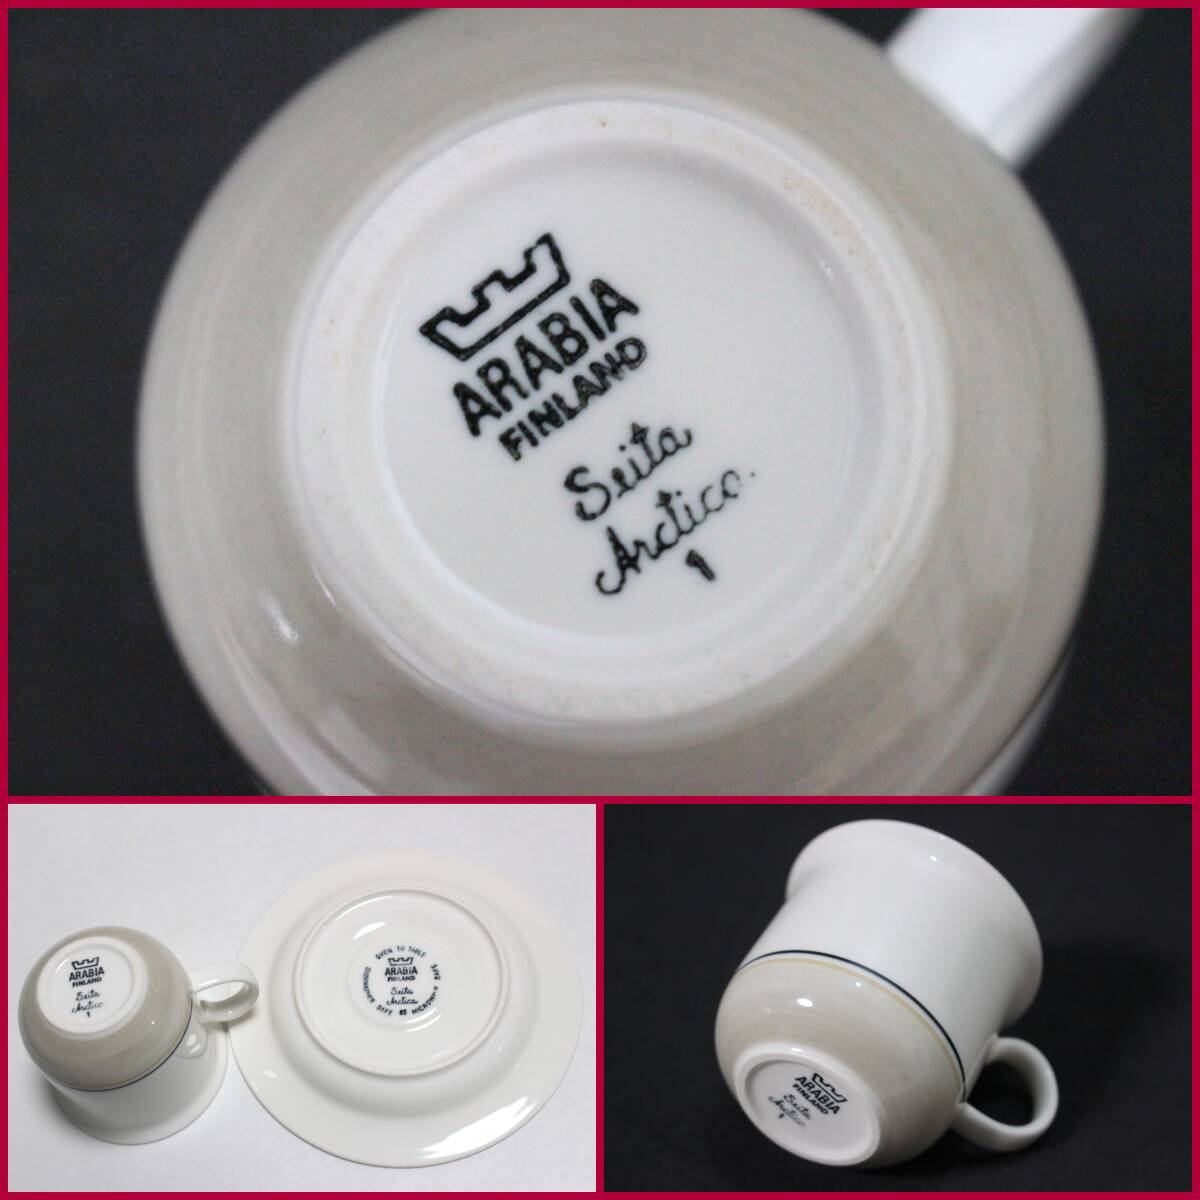 ARABIA
FINLAND
Seita
Arctica
1
ARABIA
FINLAND
Seita
Arctica
1
OVEN TO TABLE
ARABIA
FINLAND
Seita
Arctica
DISHWASHER SAFE 85 MICROWAVE SAFE
ARABIA
FINLAND
Seita
Arctica
1